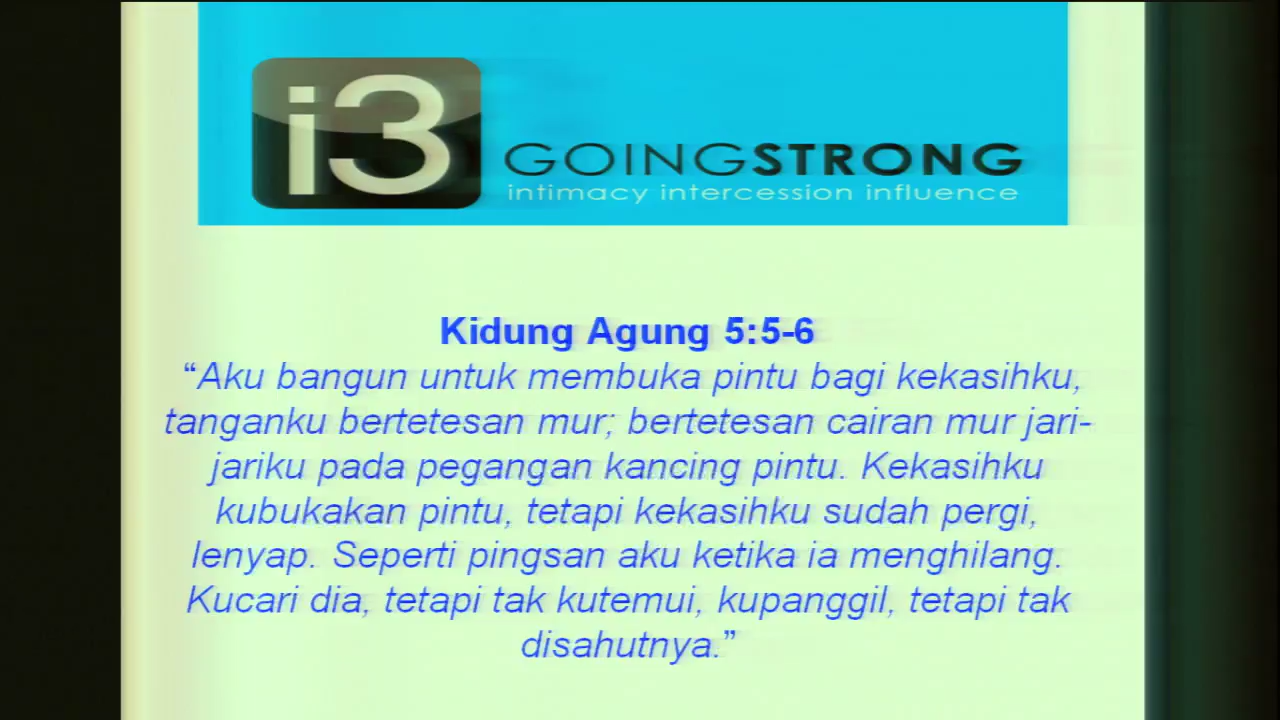 i3
GOINGSTRONG
intimacy intercession influence
Kidung Agung 5:5-6
“Aku bangun untuk membuka pintu bagi kekasihku,
tanganku bertetesan mur; bertetesan cairan mur jari-
jariku pada pegangan kancing pintu. Kekasihku
kubukakan pintu, tetapi kekasihku sudah pergi,
lenyap. Seperti pingsan aku ketika ia menghilang.
Kucari dia, tetapi tak kutemui, kupanggil, tetapi tak
disahutnya.”